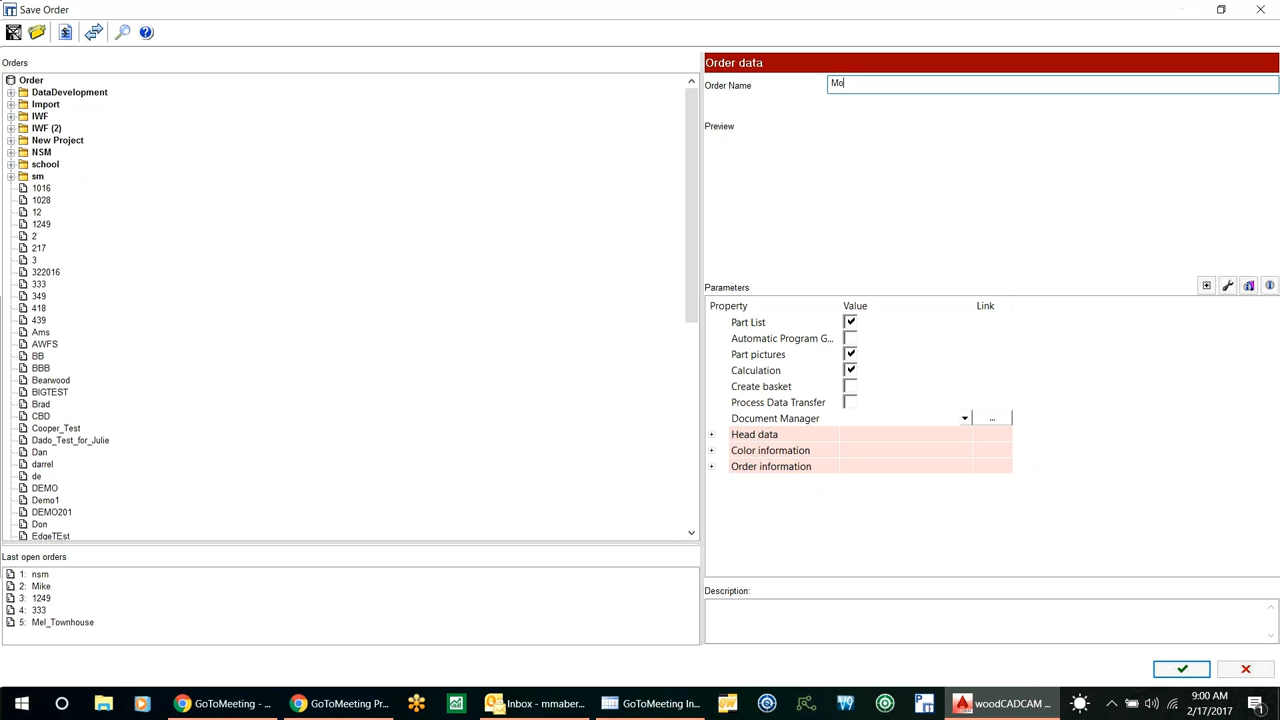 Save Order
Orders
Order
DataDevelopment
Import
IWF
IWF (2)
New Project
NSM
school
sm
1016
1028
12
1249
2
217
3
322016
333
349
418
439
Ams
AWFS
BB
BBB
Bearwood
BIGTEST
Brad
CBD
Cooper_Test
Dado_Test_for_Julie
Dan
darrel
de
DEMO
Demo1
DEMO201
Don
EdgeTEst
Last open orders
1: nsm
2: Mike
3: 1249
4: 333
5: Mel_Townhouse
Order data
Order Name Mo
Preview
Parameters
Property Value Link
Part List
Automatic Program G...
Part pictures
Calculation
Create basket
Process Data Transfer
Document Manager ...
Head data
Color information
Order information
Description:
GoToMeeting - ...
GoToMeeting Pr...
Inbox - mmaber...
GoToMeeting In...
woodCADCAM ...
9:00 AM
2/17/2017